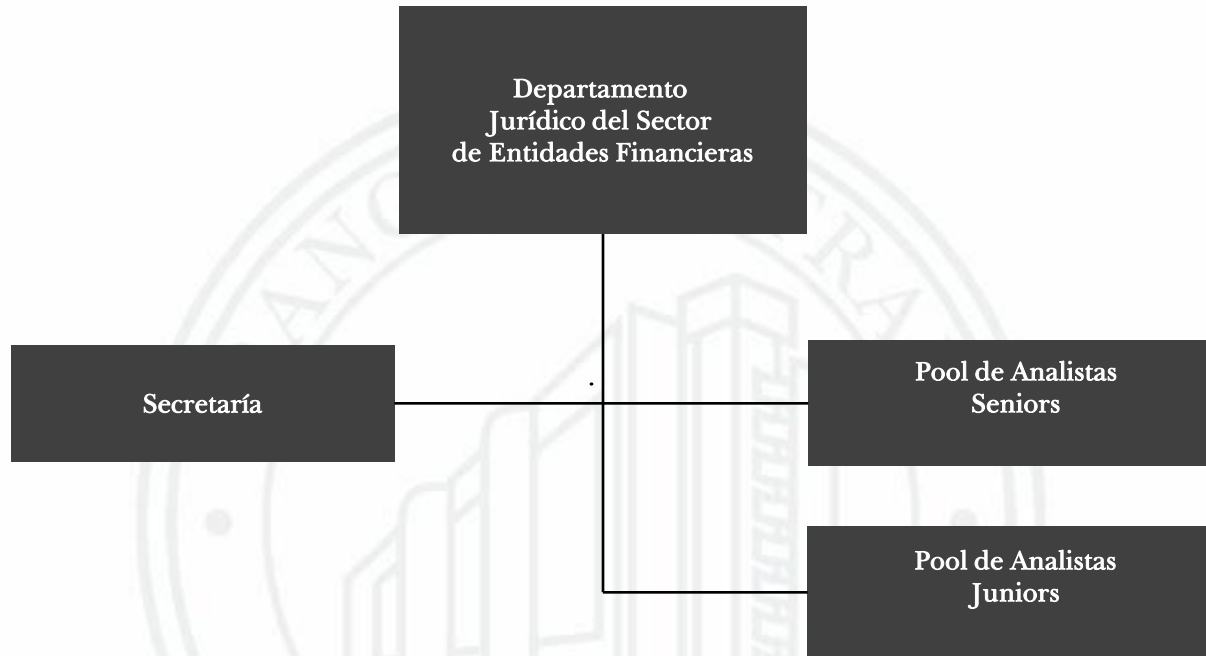 Departamento
Jurídico del Sector
de Entidades Financieras
Secretaría
Pool de Analistas
Seniors
Pool de Analistas
Juniors